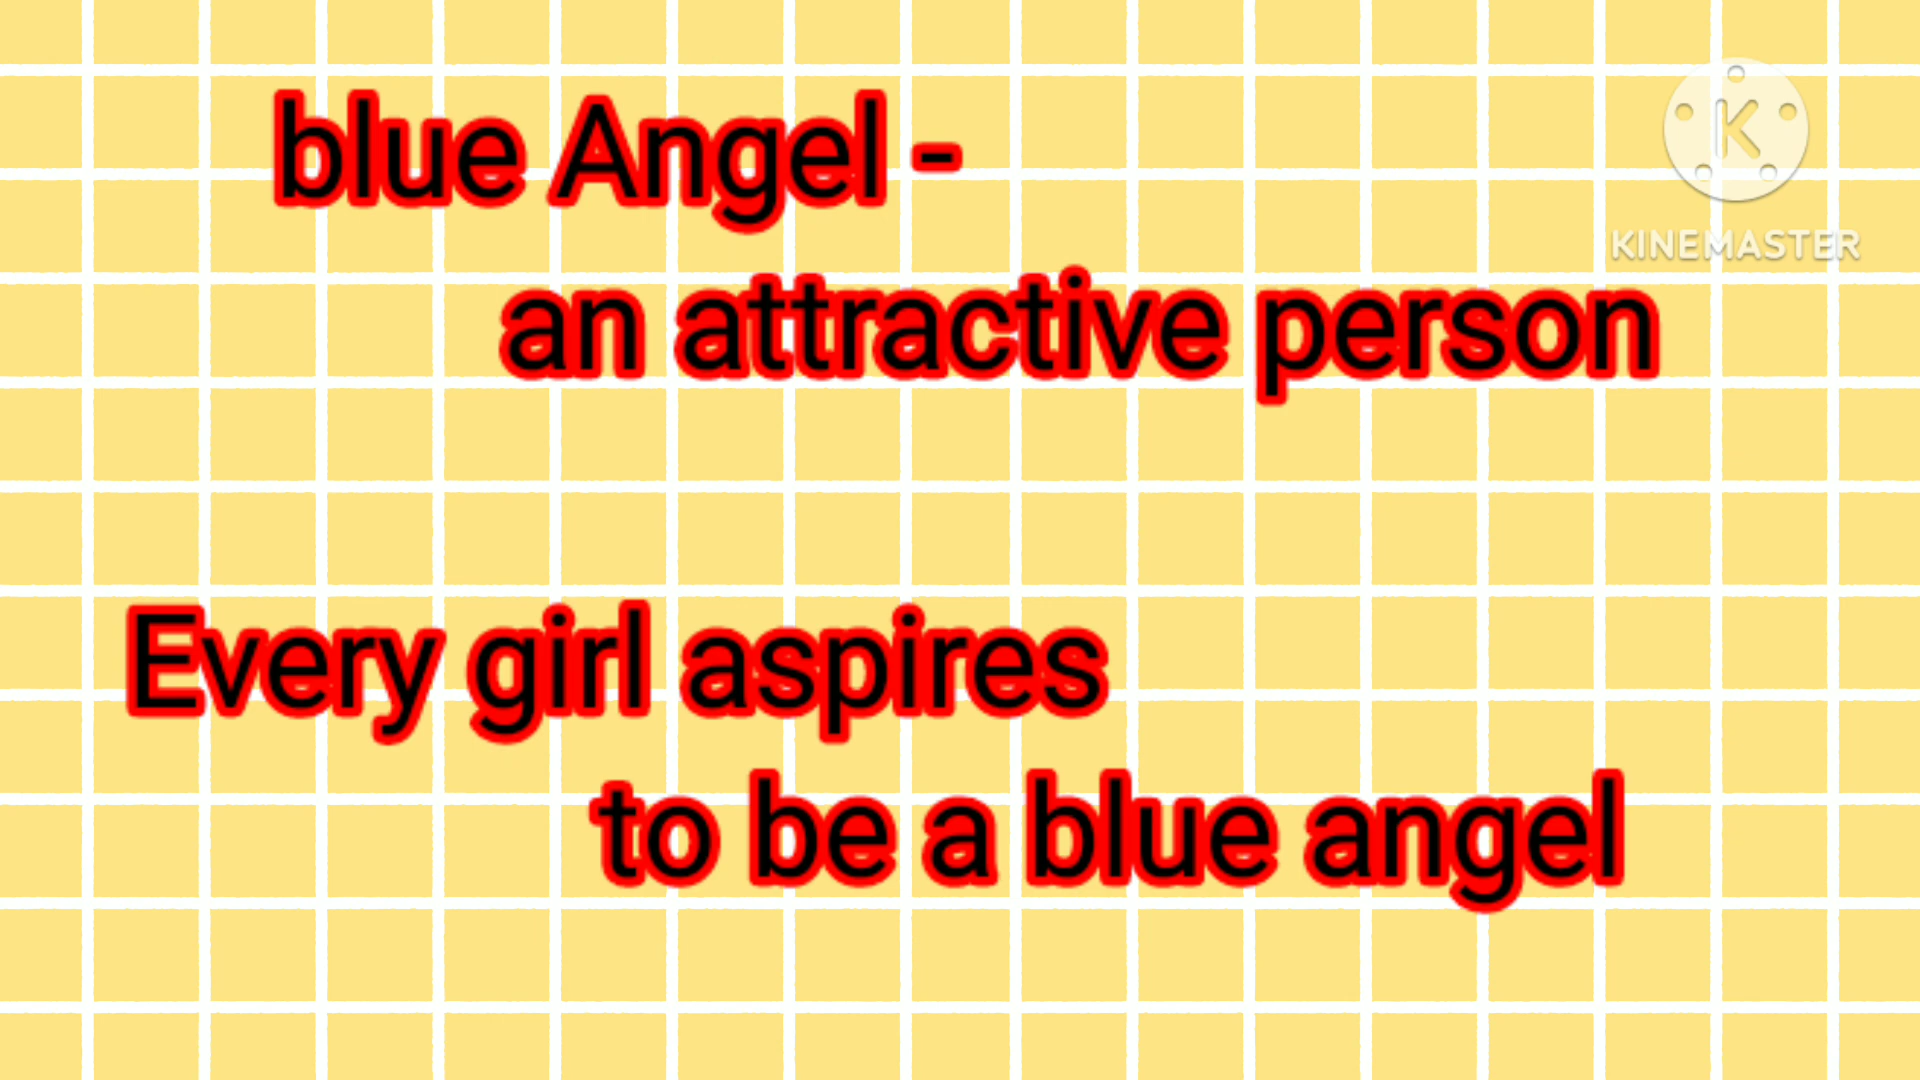 blue Angel -
an attractive person
Every girl aspires
to be a blue angel
K
KINEMASTER